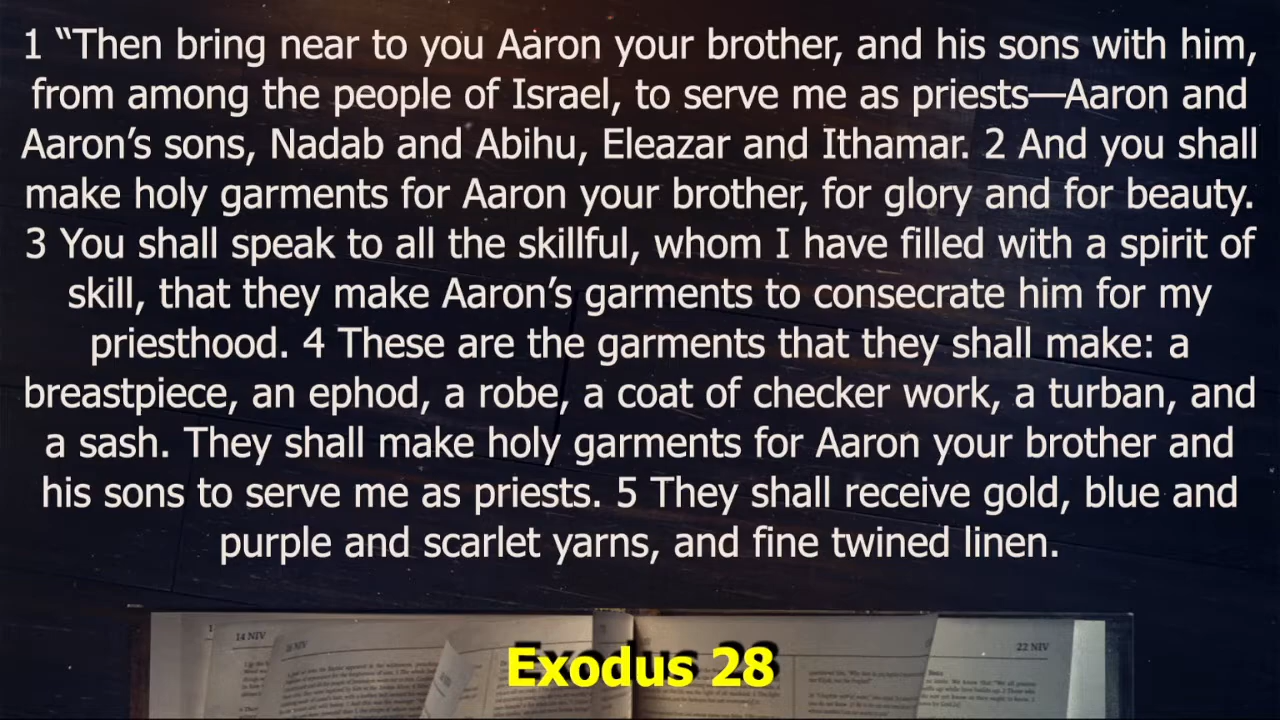 1 “Then bring near to you Aaron your brother, and his sons with him,
from among the people of Israel, to serve me as priests—Aaron and
Aaron’s sons, Nadab and Abihu, Eleazar and Ithamar. 2 And you shall
make holy garments for Aaron your brother, for glory and for beauty.
3 You shall speak to all the skillful, whom I have filled with a spirit of
skill, that they make Aaron’s garments to consecrate him for my
priesthood. 4 These are the garments that they shall make: a
breastpiece, an ephod, a robe, a coat of checker work, a turban, and
a sash. They shall make holy garments for Aaron your brother and
his sons to serve me as priests. 5 They shall receive gold, blue and
purple and scarlet yarns, and fine twined linen.
14 NIV
22 NIV
Exodus 28